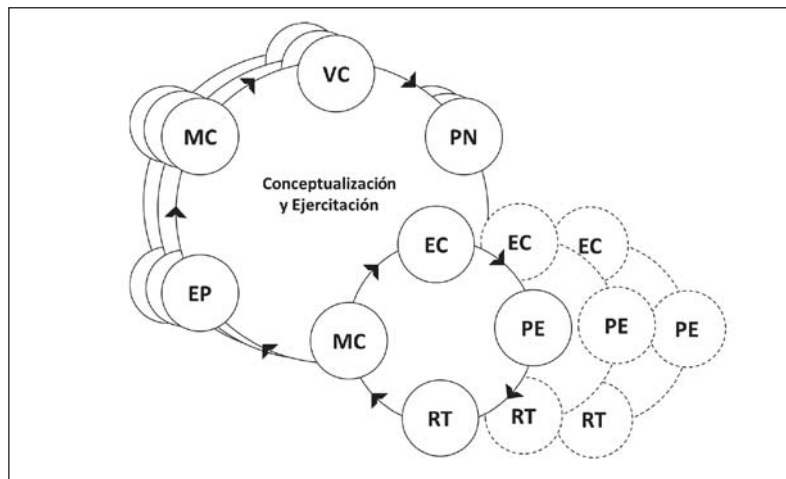 VC
MC
PN
Conceptualización
y Ejercitación
EC
EC
EC
EP
MC
PE
PE
PE
RT
RT
RT